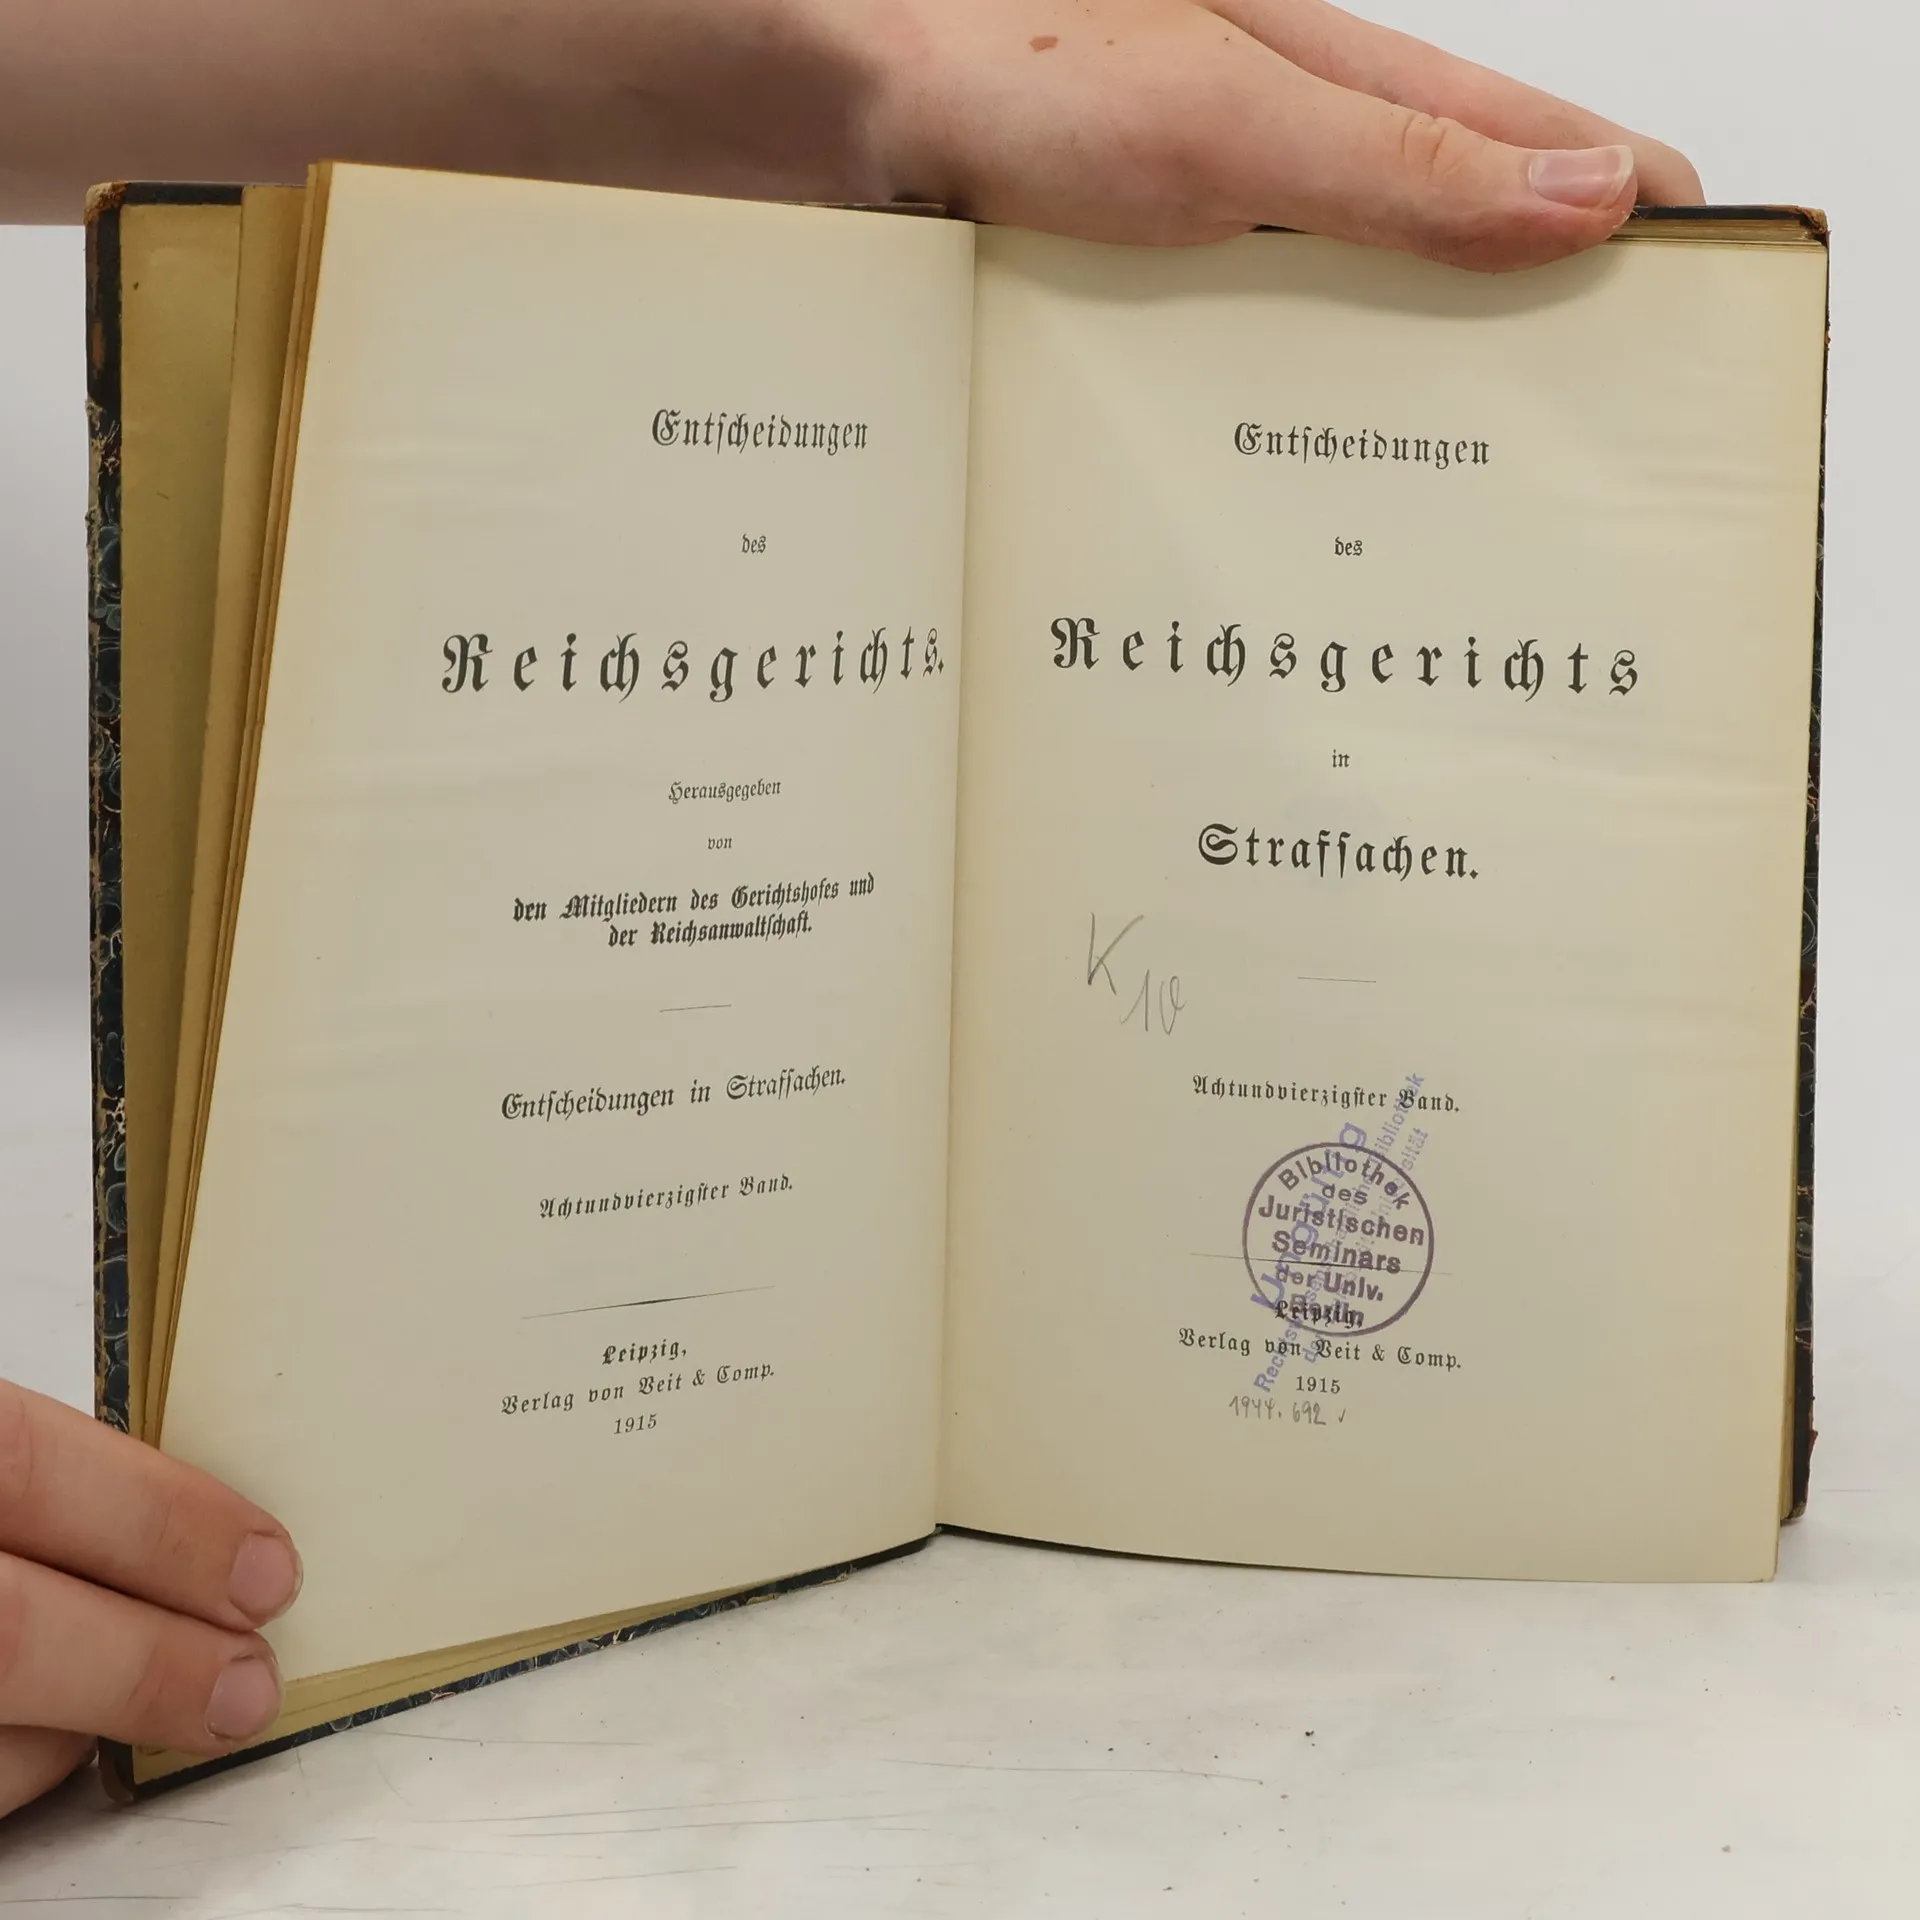 Entscheidungen
des
Reichsgerichts.
Herausgegeben
von
den Mitgliedern des Gerichtshofes und
der Reichsanwaltschaft.
Entscheidungen in Strafsachen.
Achtundvierzigster Band.
Leipzig,
Verlag von Veit & Comp.
1915
Entscheidungen
des
Reichsgerichts
in
Strafsachen.
K
10
Achtundvierzigster Band.
Ungültig
Bibliothek
des
Juristischen
Seminars
der Univ.
Berlin
Leipzig,
Verlag von Veit & Comp.
1915
1944.692